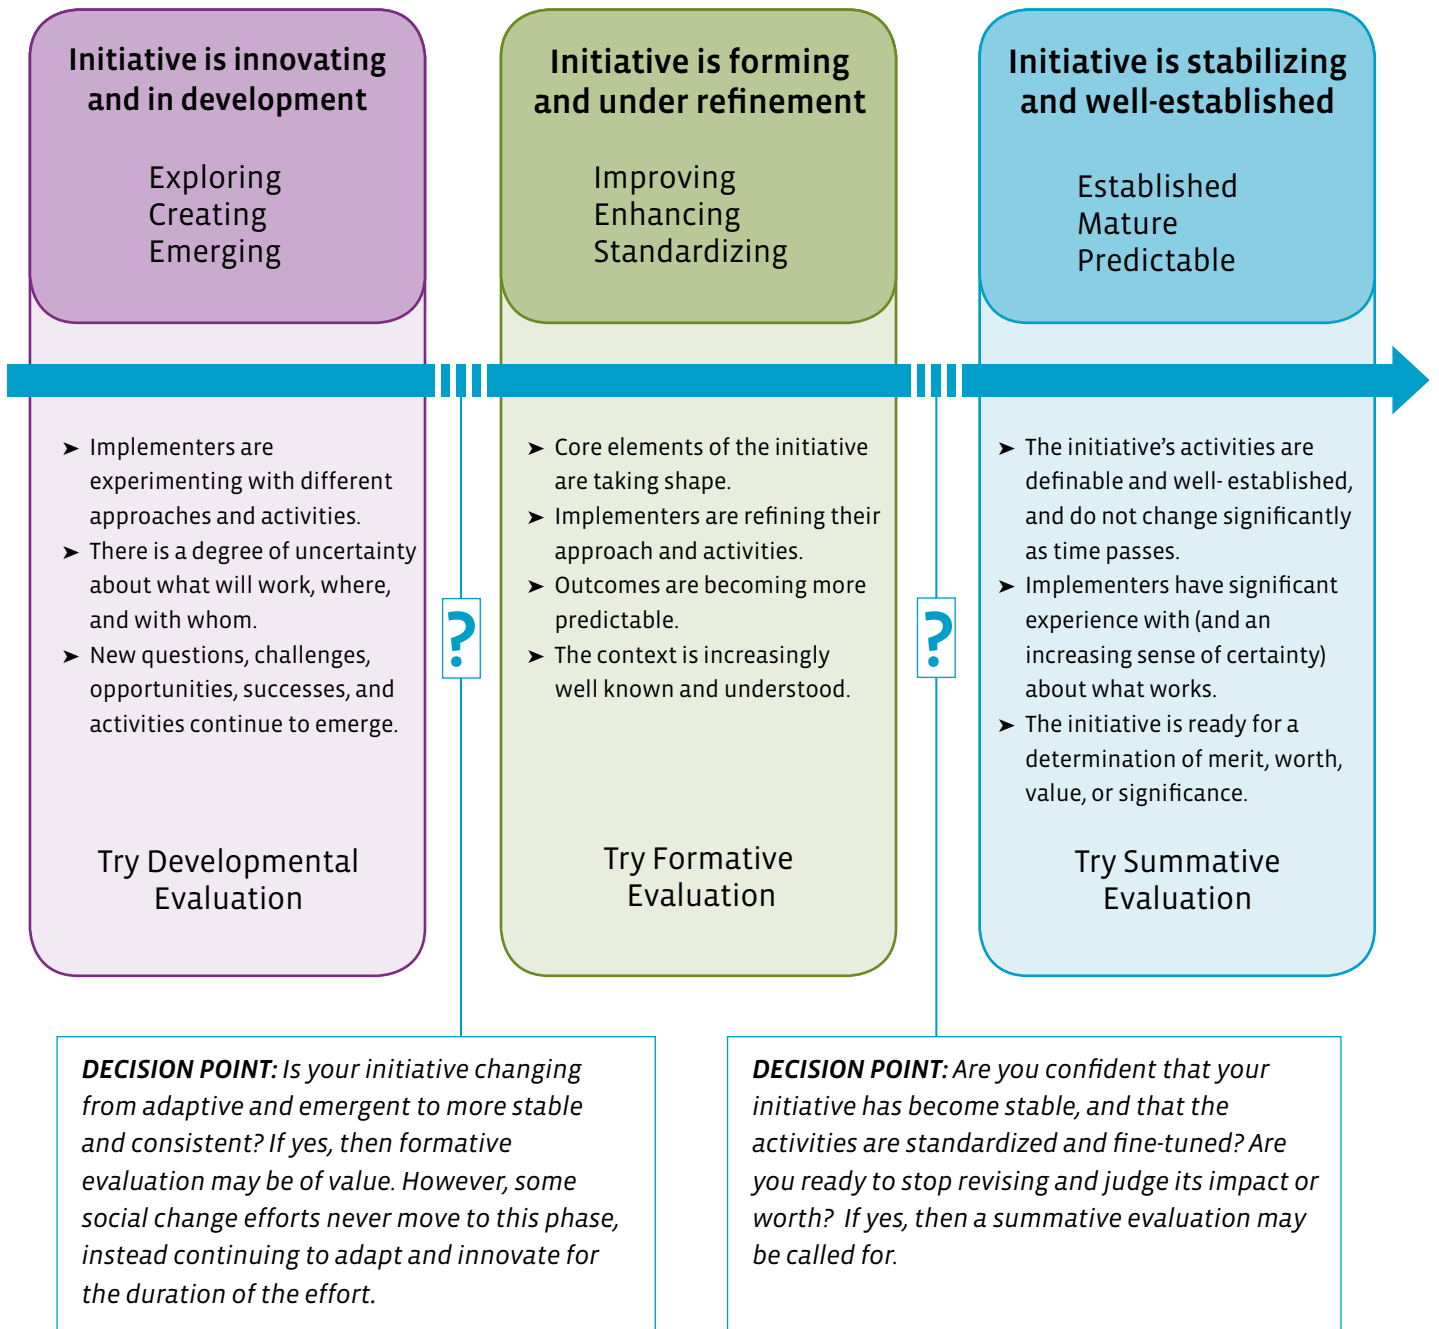 Initiative is innovating
and in development
Exploring
Creating
Emerging
➤ Implementers are
experimenting with different
approaches and activities.
➤ There is a degree of uncertainty
about what will work, where,
and with whom.
➤ New questions, challenges,
opportunities, successes, and
activities continue to emerge.
Try Developmental
Evaluation
Initiative is forming
and under refinement
Improving
Enhancing
Standardizing
➤ Core elements of the initiative
are taking shape.
➤ Implementers are refining their
approach and activities.
➤ Outcomes are becoming more
predictable.
➤ The context is increasingly
well known and understood.
Try Formative
Evaluation
Initiative is stabilizing
and well-established
Established
Mature
Predictable
➤ The initiative’s activities are
definable and well- established,
and do not change significantly
as time passes.
➤ Implementers have significant
experience with (and an
increasing sense of certainty)
about what works.
➤ The initiative is ready for a
determination of merit, worth,
value, or significance.
Try Summative
Evaluation
?
?
DECISION POINT: Is your initiative changing
from adaptive and emergent to more stable
and consistent? If yes, then formative
evaluation may be of value. However, some
social change efforts never move to this phase,
instead continuing to adapt and innovate for
the duration of the effort.
DECISION POINT: Are you confident that your
initiative has become stable, and that the
activities are standardized and fine-tuned? Are
you ready to stop revising and judge its impact or
worth?  If yes, then a summative evaluation may
be called for.